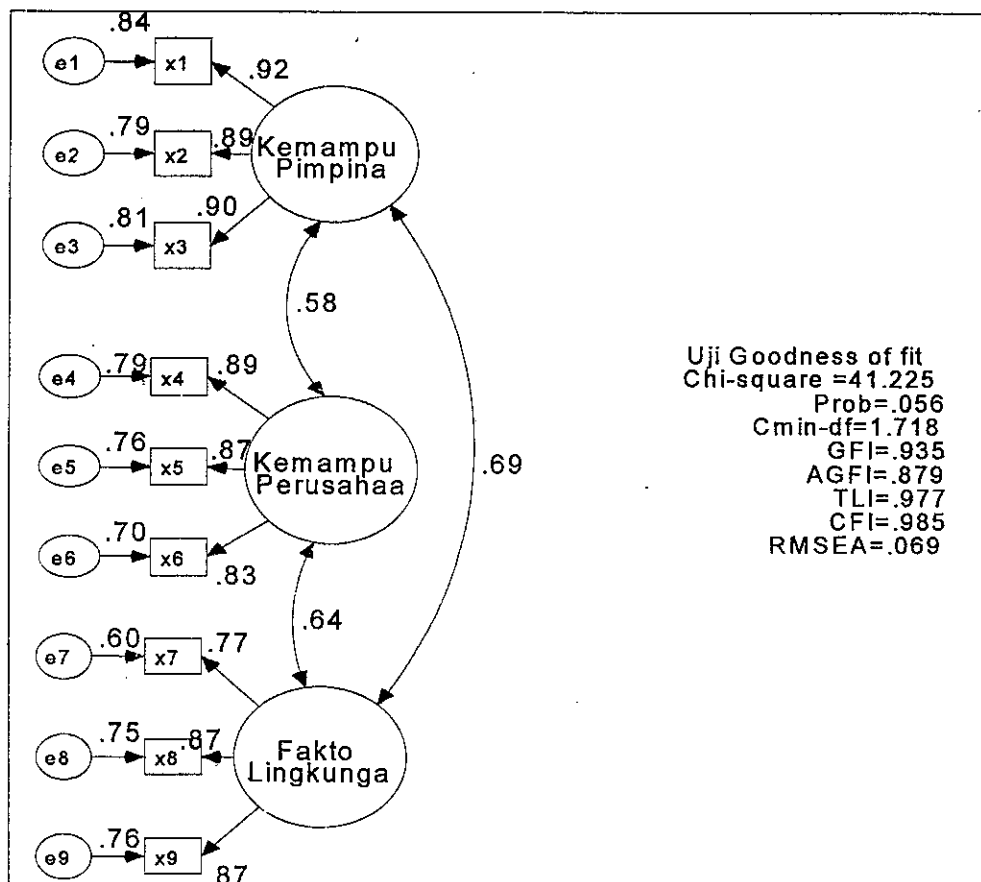 .84
e1
x1
.92
.79
e2
x2
.89
Kemampu
Pimpina
.81
e3
x3
.90
.58
.79
e4
x4
.89
.76
e5
x5
.87
Kemampu
Perusahaa
.70
e6
x6
.83
.69
.64
.60
e7
x7
.77
.75
e8
x8
.87
Fakto
Lingkunga
.76
e9
x9
.87
Uji Goodness of fit
Chi-square =41.225
Prob=.056
Cmin-df=1.718
GFI=.935
AGFI=.879
TLI=.977
CFI=.985
RMSEA=.069